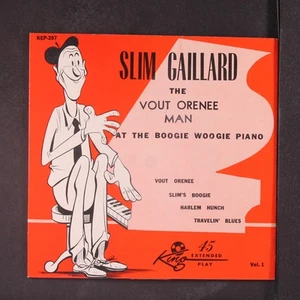 KEP-397
SLIM GAILLARD
THE
VOUT ORENEE
MAN
AT THE BOOGIE WOOGIE PIANO
VOUT ORENEE
SLIM'S BOOGIE
HARLEM HUNCH
TRAVELIN' BLUES
King
45
EXTENDED
PLAY
Vol. 1